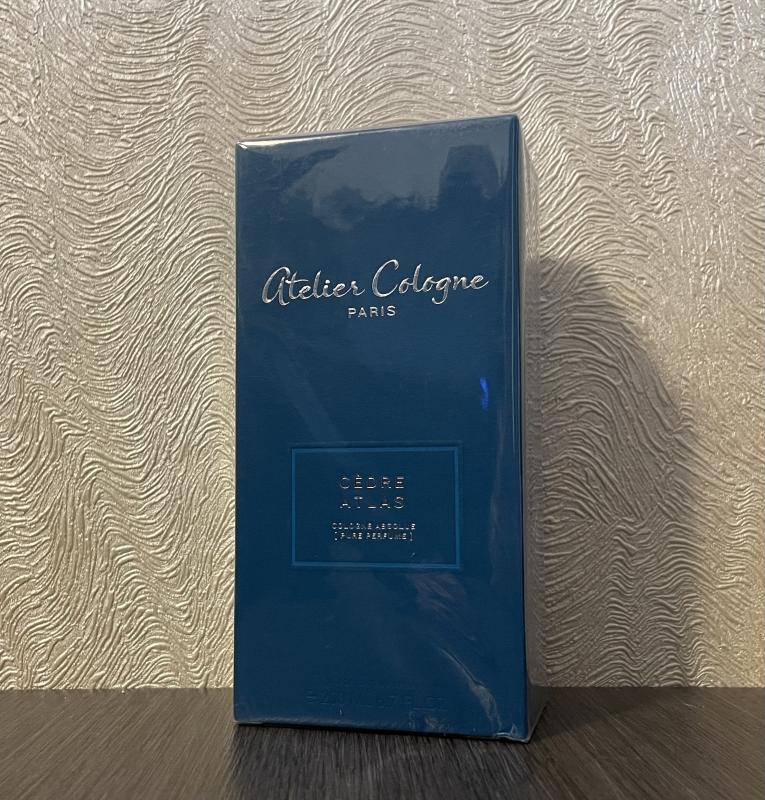 Atelier Cologne
PARIS
CÈDRE
ATLAS
COLOGNE ABSOLUE
[ PURE PERFUME ]